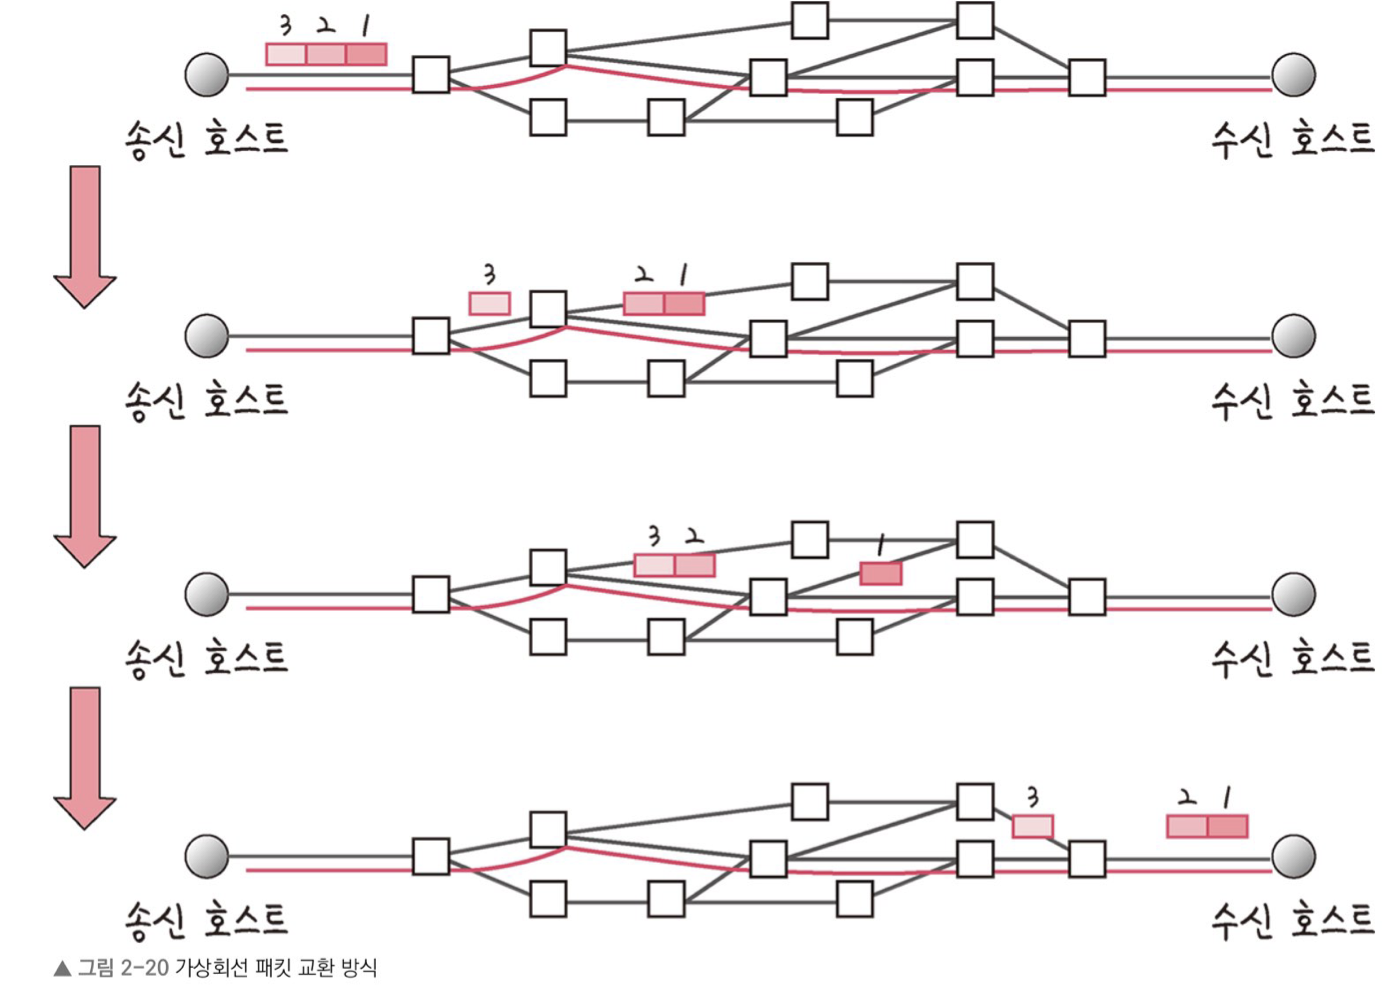 3 2 1
송신 호스트
수신 호스트
3
2 1
송신 호스트
수신 호스트
3 2
1
송신 호스트
수신 호스트
3
2 1
송신 호스트
수신 호스트
▲ 그림 2-20 가상회선 패킷 교환 방식